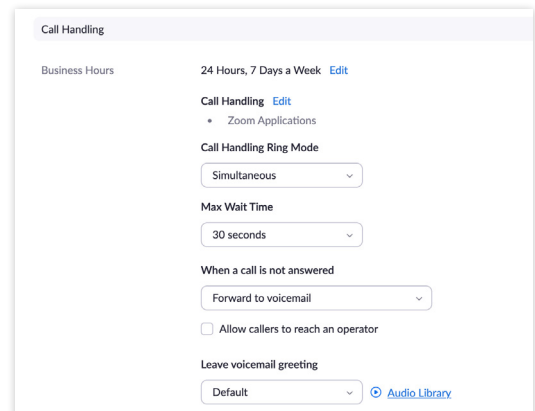 Call Handling
Business Hours
24 Hours, 7 Days a Week Edit
Call Handling Edit
• Zoom Applications
Call Handling Ring Mode
Simultaneous
Max Wait Time
30 seconds
When a call is not answered
Forward to voicemail
Allow callers to reach an operator
Leave voicemail greeting
Default
Audio Library